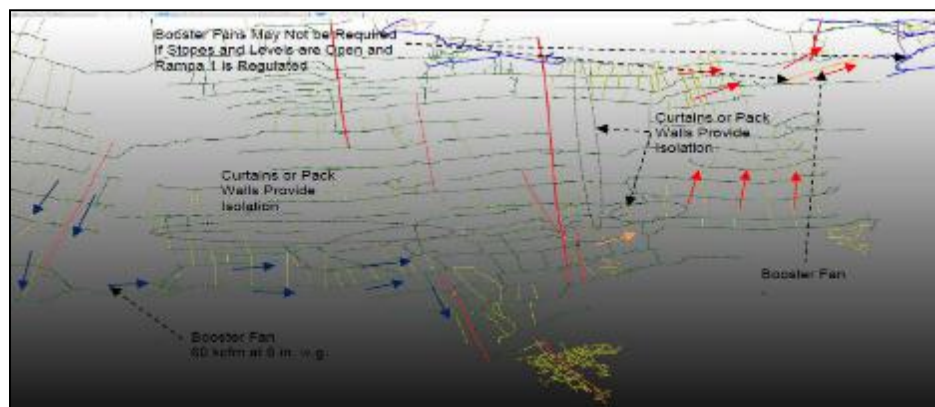 Booster Fans May Not be Required
if Stopes and Levels are Open and
Rampa 1 is Regulated
Curtains or Pack
Walls Provide
Isolation
Curtains or Pack
Walls Provide
Isolation
Booster Fan
Booster Fan
60 kcfm at 6 in. w.g.